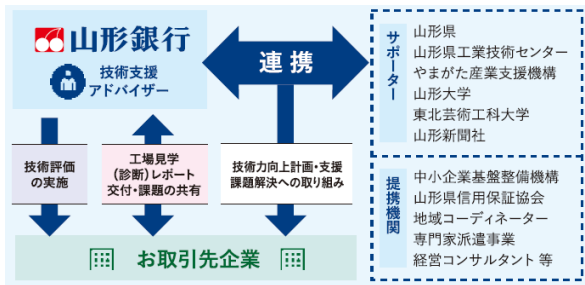 山形銀行
技術支援
アドバイザー
連携
サポーター
山形県
山形県工業技術センター
やまがた産業支援機構
山形大学
東北芸術工科大学
山形新聞社
技術評価
の実施
工場見学
(診断)レポート
交付・課題の共有
技術力向上計画・支援
課題解決への取り組み
提携機関
中小企業基盤整備機構
山形県信用保証協会
地域コーディネーター
専門家派遣事業
経営コンサルタント 等
お取引先企業